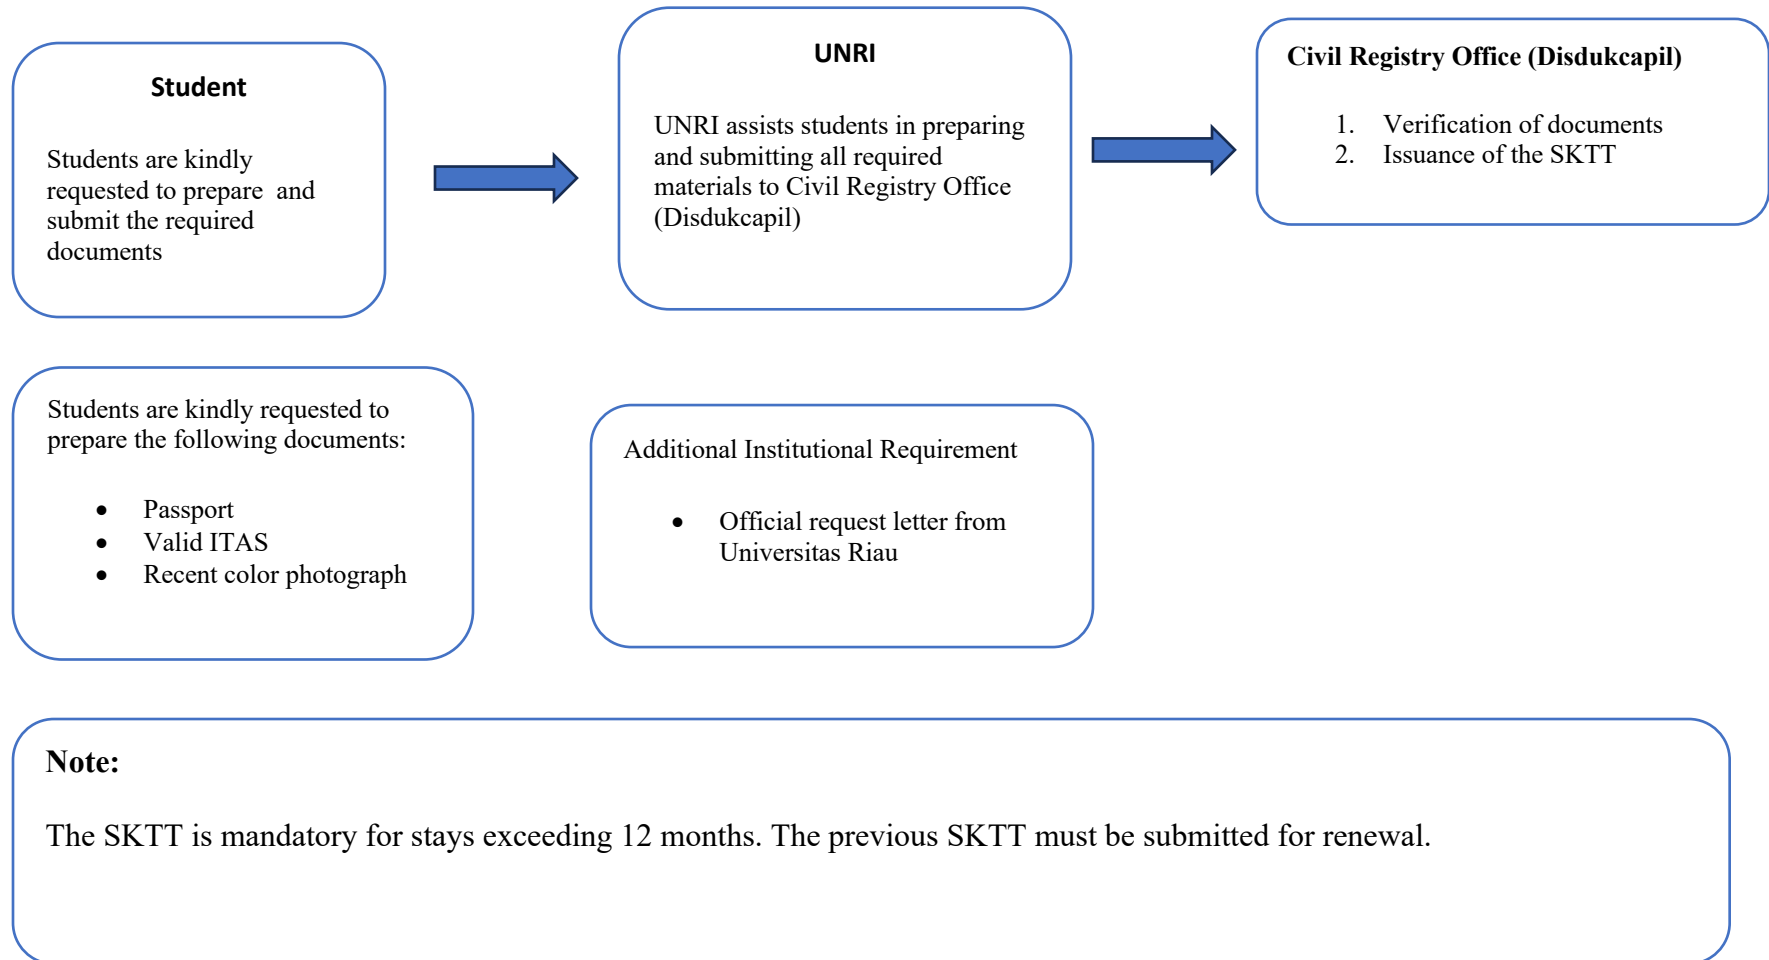 Student
Students are kindly
requested to prepare and
submit the required
documents
UNRI
UNRI assists students in preparing
and submitting all required
materials to Civil Registry Office
(Disdukcapil)
Civil Registry Office (Disdukcapil)
1. Verification of documents
2. Issuance of the SKTT
Students are kindly requested to
prepare the following documents:
• Passport
• Valid ITAS
• Recent color photograph
Additional Institutional Requirement
• Official request letter from
Universitas Riau
Note:
The SKTT is mandatory for stays exceeding 12 months. The previous SKTT must be submitted for renewal.